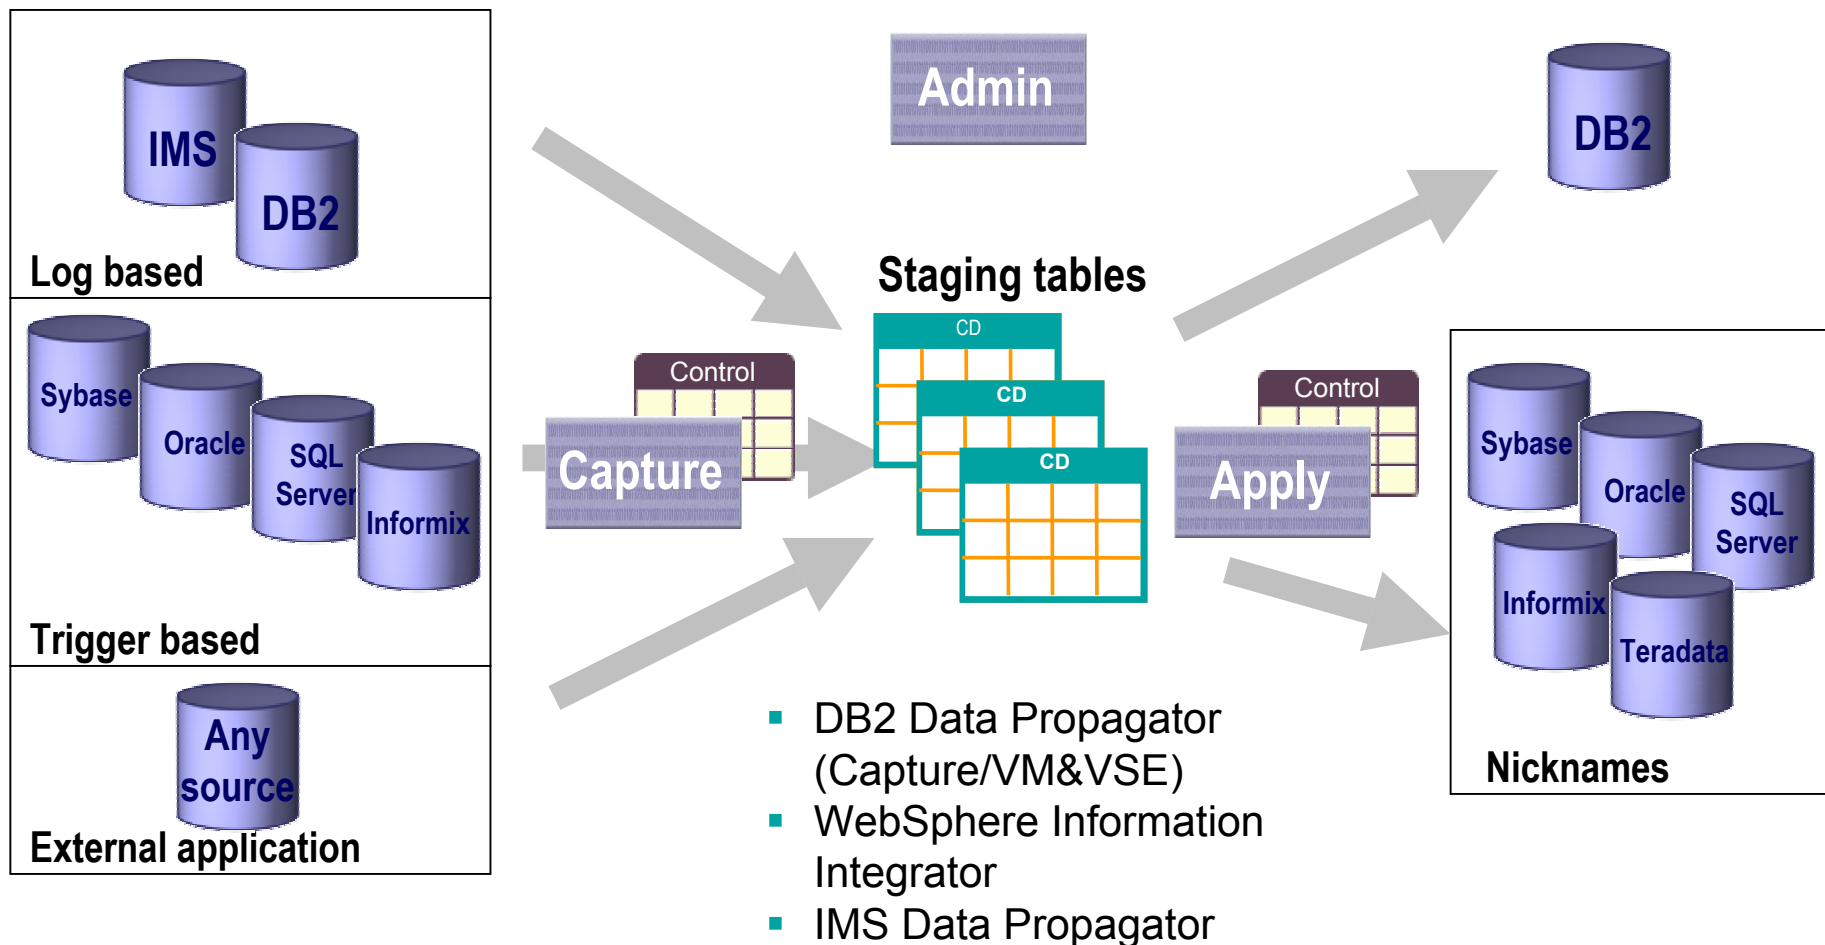 IMS
DB2
Log based
Sybase
Oracle
SQL
Server
Informix
Trigger based
Any
source
External application
Admin
Staging tables
CD
CD
CD
Control
Capture
Control
Apply
▪ DB2 Data Propagator
(Capture/VM&VSE)
▪ WebSphere Information
Integrator
▪ IMS Data Propagator
DB2
Sybase
Oracle
SQL
Server
Informix
Teradata
Nicknames